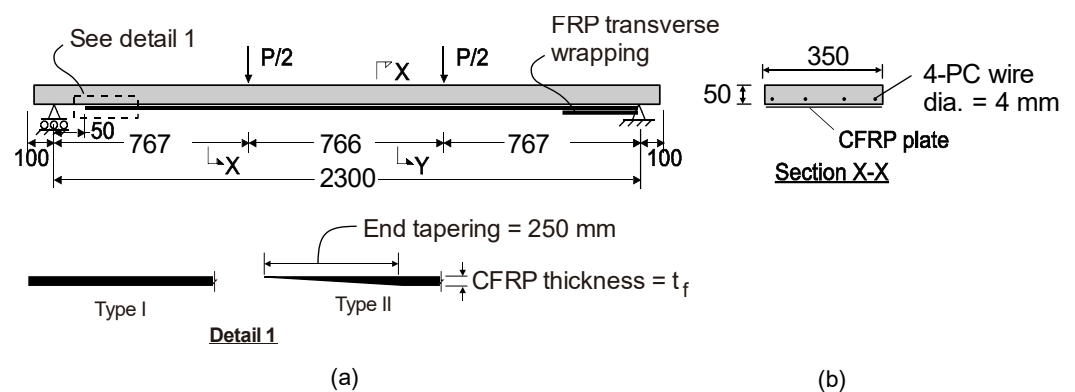 See detail 1
P/2
P/2
FRP transverse
wrapping
X
50
100
767
X
766
Y
767
100
2300
350
50
4-PC wire
dia. = 4 mm
CFRP plate
Section X-X
End tapering = 250 mm
CFRP thickness = t_f
Type I
Type II
Detail 1
(a)
(b)